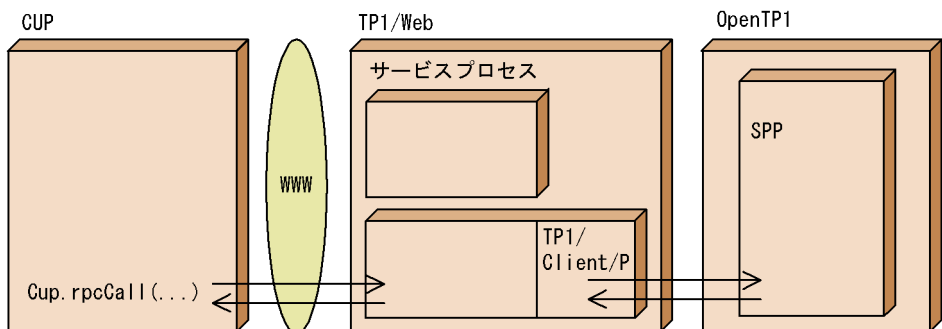 CUP
TP1/Web
OpenTP1
サービスプロセス
SPP
WWW
TP1/
Client/P
Cup.rpcCall(...)